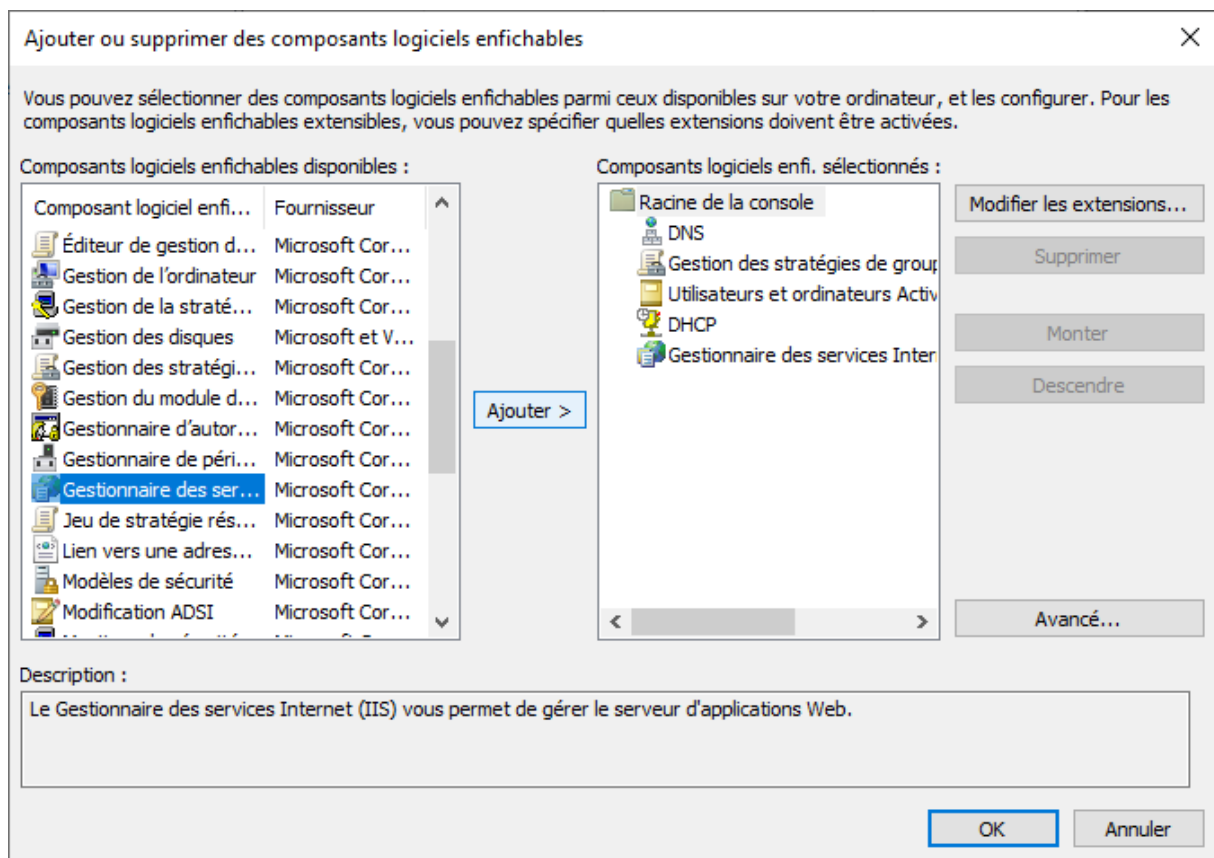 Ajouter ou supprimer des composants logiciels enfichables
Vous pouvez sélectionner des composants logiciels enfichables parmi ceux disponibles sur votre ordinateur, et les configurer. Pour les
composants logiciels enfichables extensibles, vous pouvez spécifier quelles extensions doivent être activées.
Composants logiciels enfichables disponibles :
Composant logiciel enfi... Fournisseur
Éditeur de gestion d... Microsoft Cor...
Gestion de l'ordinateur Microsoft Cor...
Gestion de la straté... Microsoft Cor...
Gestion des disques Microsoft et V...
Gestion des stratégi... Microsoft Cor...
Gestion du module d... Microsoft Cor...
Gestionnaire d'autor... Microsoft Cor...
Gestionnaire de péri... Microsoft Cor...
Gestionnaire des ser... Microsoft Cor...
Jeu de stratégie rés... Microsoft Cor...
Lien vers une adres... Microsoft Cor...
Modèles de sécurité Microsoft Cor...
Modification ADSI Microsoft Cor...
Ajouter >
Composants logiciels enfi. sélectionnés :
Racine de la console
DNS
Gestion des stratégies de group
Utilisateurs et ordinateurs Activ
DHCP
Gestionnaire des services Inter
Modifier les extensions...
Supprimer
Monter
Descendre
Avancé...
Description :
Le Gestionnaire des services Internet (IIS) vous permet de gérer le serveur d'applications Web.
OK
Annuler